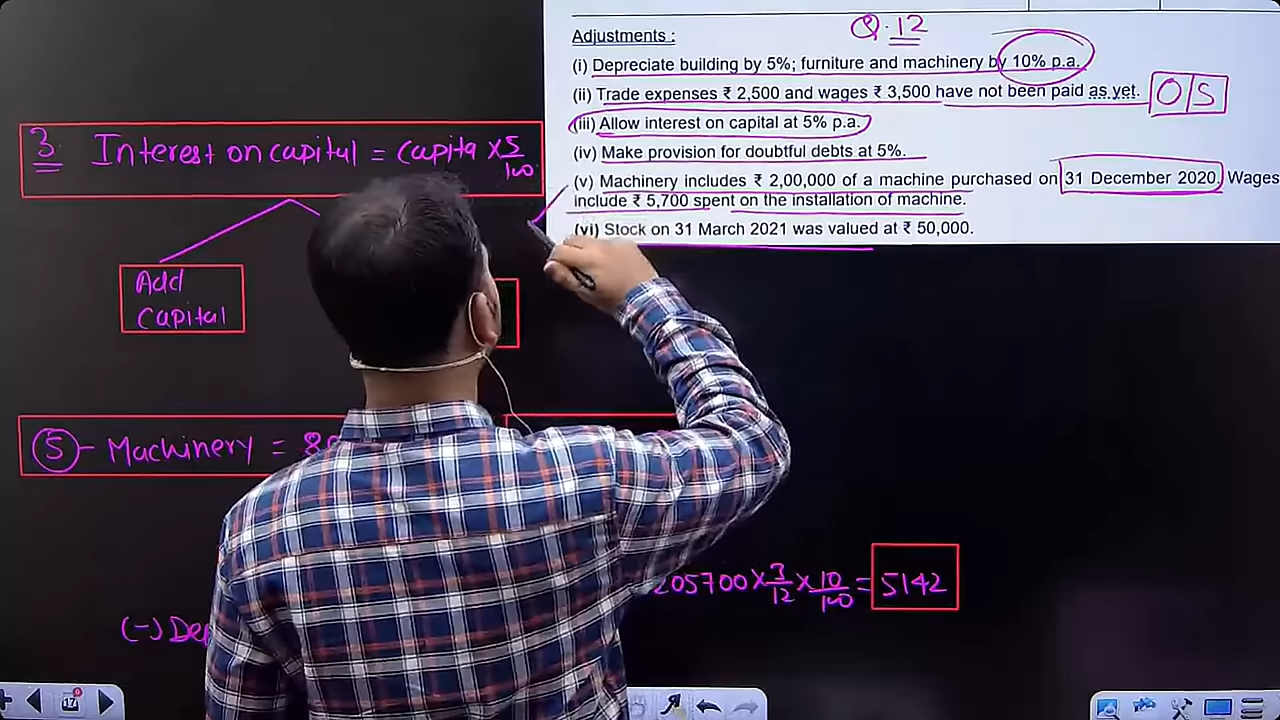 Q.12
Adjustments :
(i) Depreciate building by 5%; furniture and machinery by 10% p.a.
(ii) Trade expenses ₹ 2,500 and wages ₹ 3,500 have not been paid as yet.
O/S
(iii) Allow interest on capital at 5% p.a.
(iv) Make provision for doubtful debts at 5%.
(v) Machinery includes ₹ 2,00,000 of a machine purchased on 31 December 2020. Wages
include ₹ 5,700 spent on the installation of machine.
(vi) Stock on 31 March 2021 was valued at ₹ 50,000.
3 Interest on capital = capita × 5/100
Add
Capital
⑤ - Machinery =
205700 × 3/12 × 10/100 = 5142
(-)
17